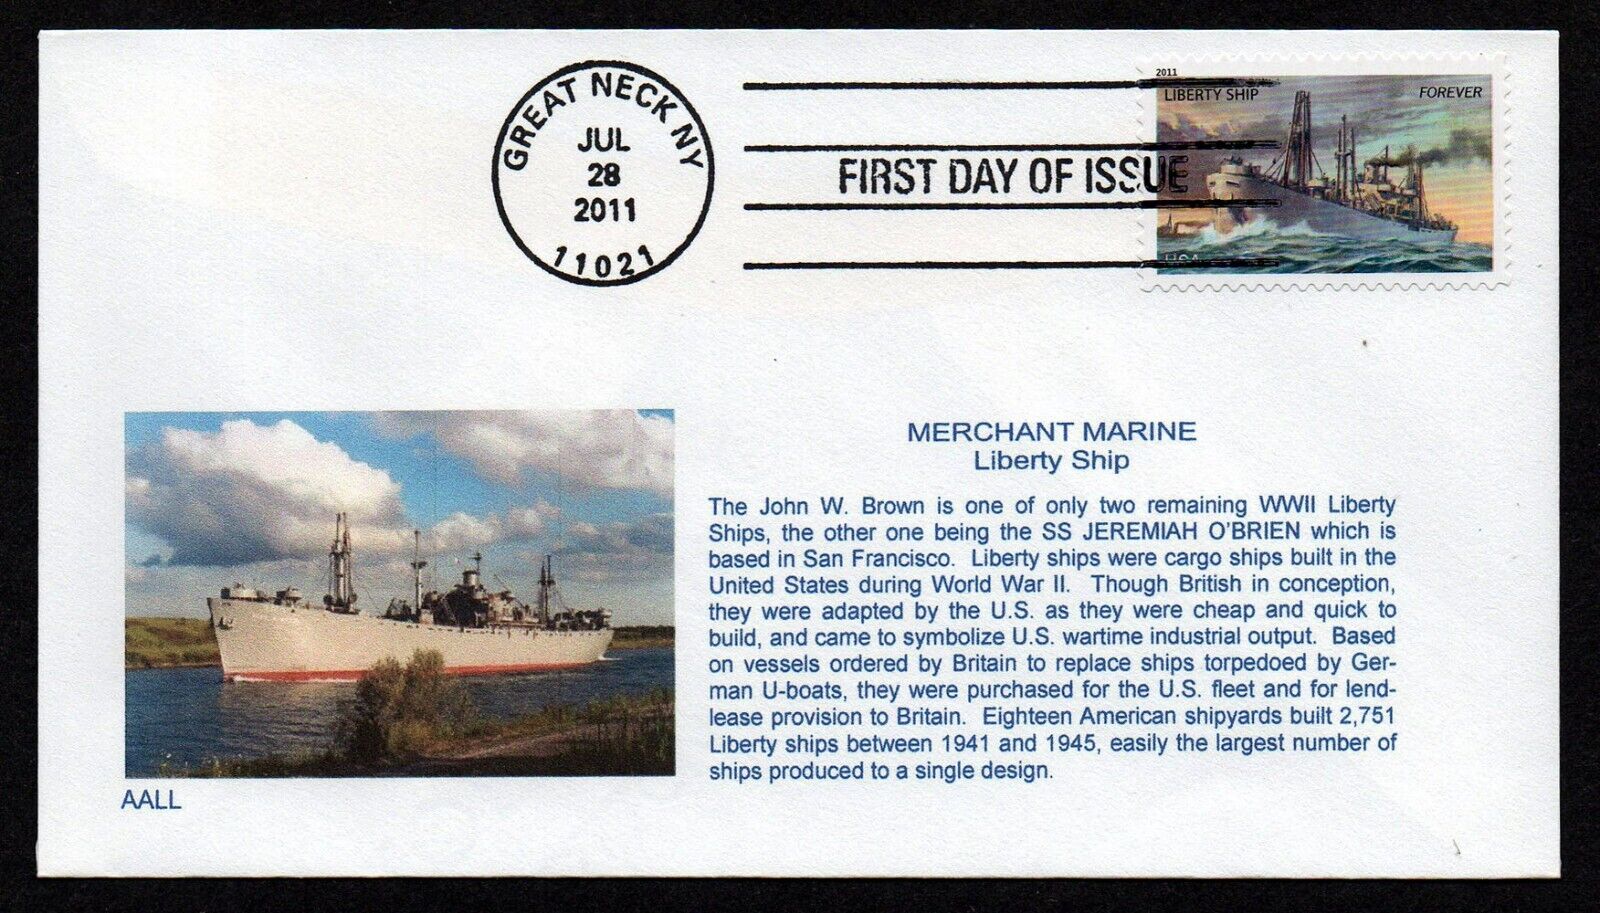 GREAT NECK NY
JUL
28
2011
11021
FIRST DAY OF ISSUE
2011
LIBERTY SHIP
FOREVER
USA
MERCHANT MARINE
Liberty Ship
The John W. Brown is one of only two remaining WWII Liberty
Ships, the other one being the SS JEREMIAH O'BRIEN which is
based in San Francisco. Liberty ships were cargo ships built in the
United States during World War II. Though British in conception,
they were adapted by the U.S. as they were cheap and quick to
build, and came to symbolize U.S. wartime industrial output. Based
on vessels ordered by Britain to replace ships torpedoed by Ger-
man U-boats, they were purchased for the U.S. fleet and for lend-
lease provision to Britain. Eighteen American shipyards built 2,751
Liberty ships between 1941 and 1945, easily the largest number of
ships produced to a single design.
AALL